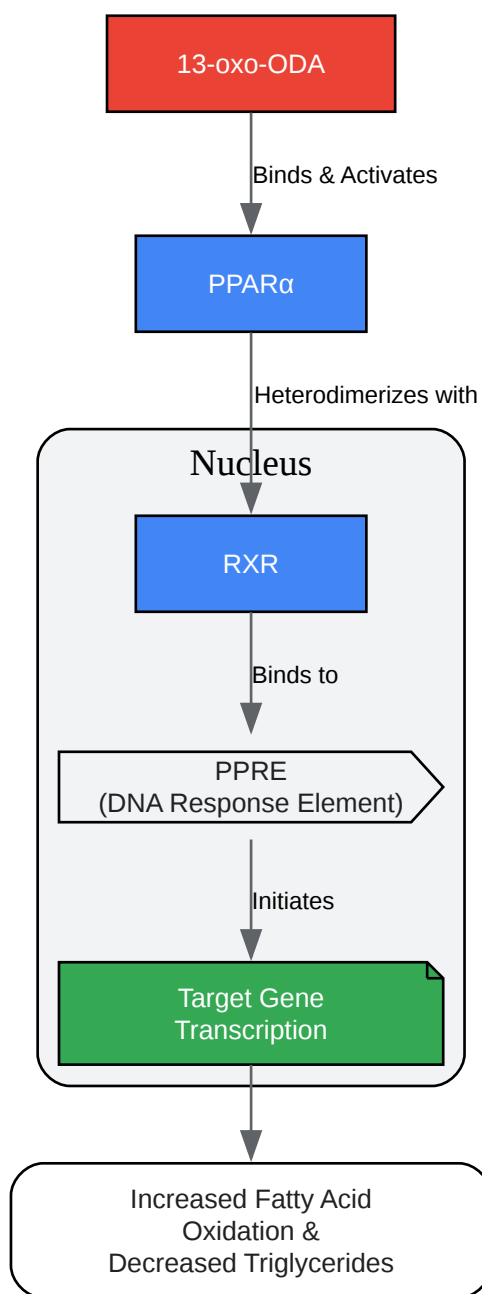 13-oxo-ODA
Binds & Activates
PPARα
Heterodimerizes with
Nucleus
RXR
Binds to
PPRE
(DNA Response Element)
Initiates
Target Gene
Transcription
Increased Fatty Acid
Oxidation &
Decreased Triglycerides